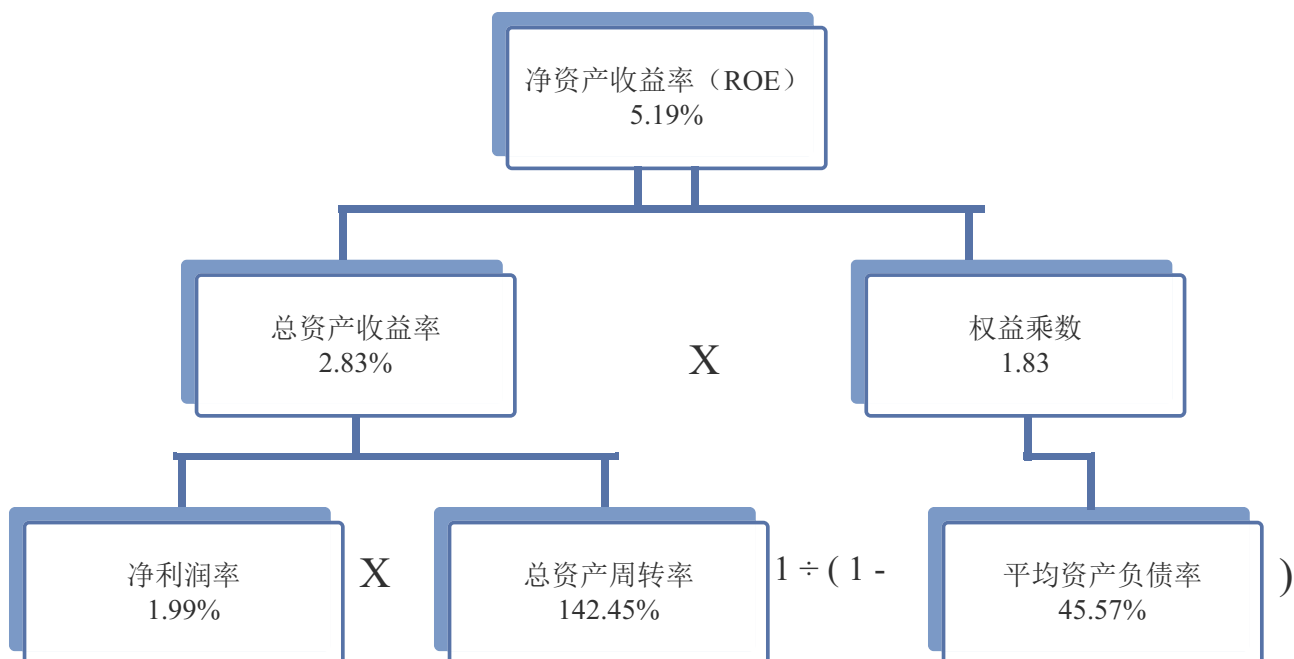 净资产收益率（ROE）
5.19%
总资产收益率
2.83%
X
权益乘数
1.83
净利润率
1.99%
X
总资产周转率
142.45%
1 ÷ ( 1 -
平均资产负债率
45.57%
)